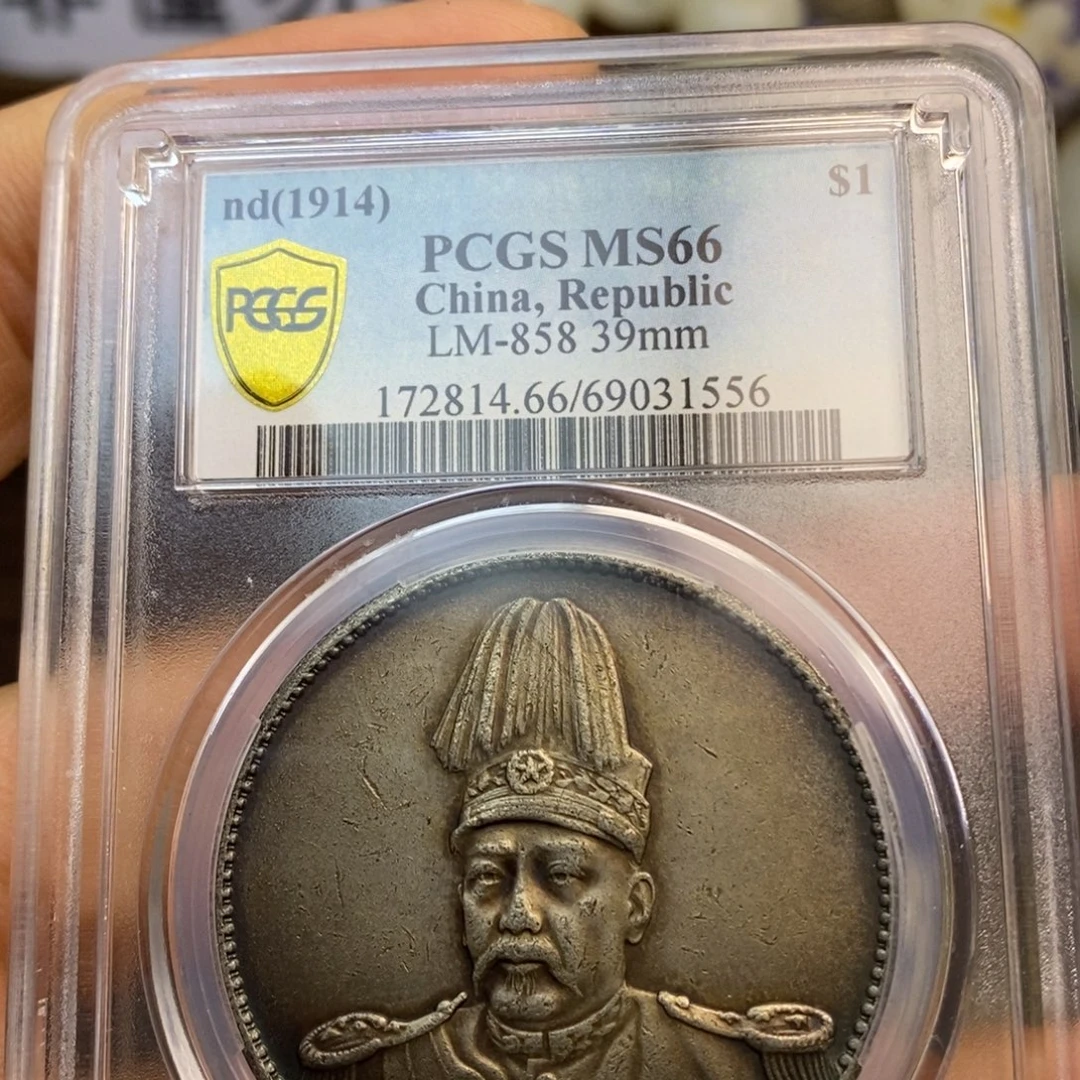 nd(1914)
$1
PCGS MS66
China, Republic
LM-858 39mm
172814.66/69031556
PCGS